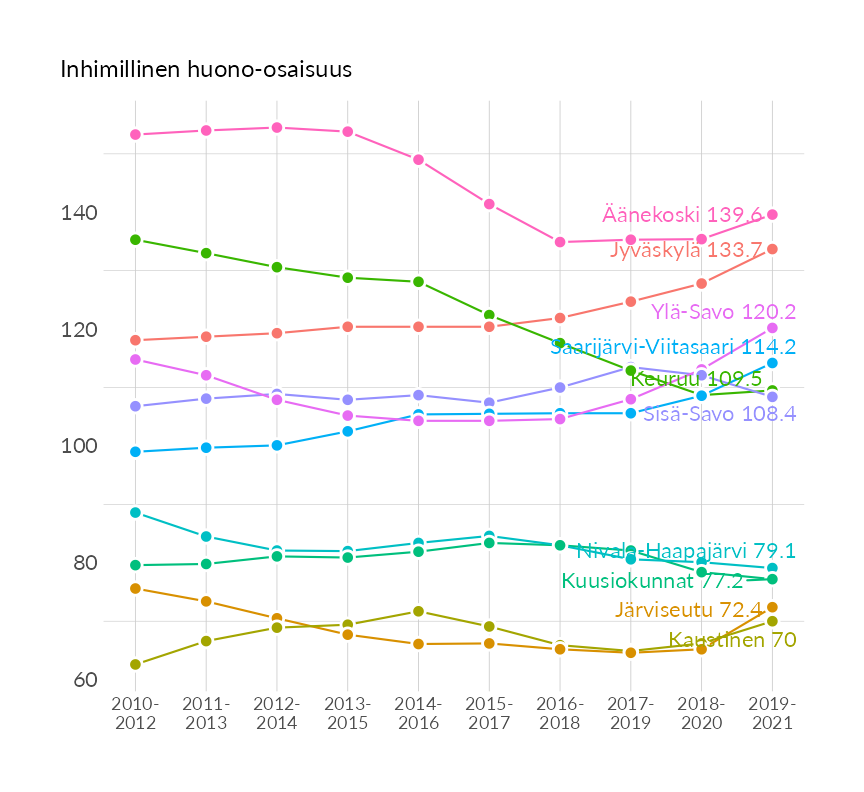 Inhimillinen huono-osaisuus
140
120
100
80
60
Äänekoski 139.6
Jyväskylä 133.7
Ylä-Savo 120.2
Saarijärvi-Viitasaari 114.2
Keuruu 109.5
Sisä-Savo 108.4
Nivala-Haapajärvi 79.1
Kuusiokunnat 77.2
Järviseutu 72.4
Kaustinen 70
2010- 2011- 2012- 2013- 2014- 2015- 2016- 2017- 2018- 2019-
2012 2013 2014 2015 2016 2017 2018 2019 2020 2021